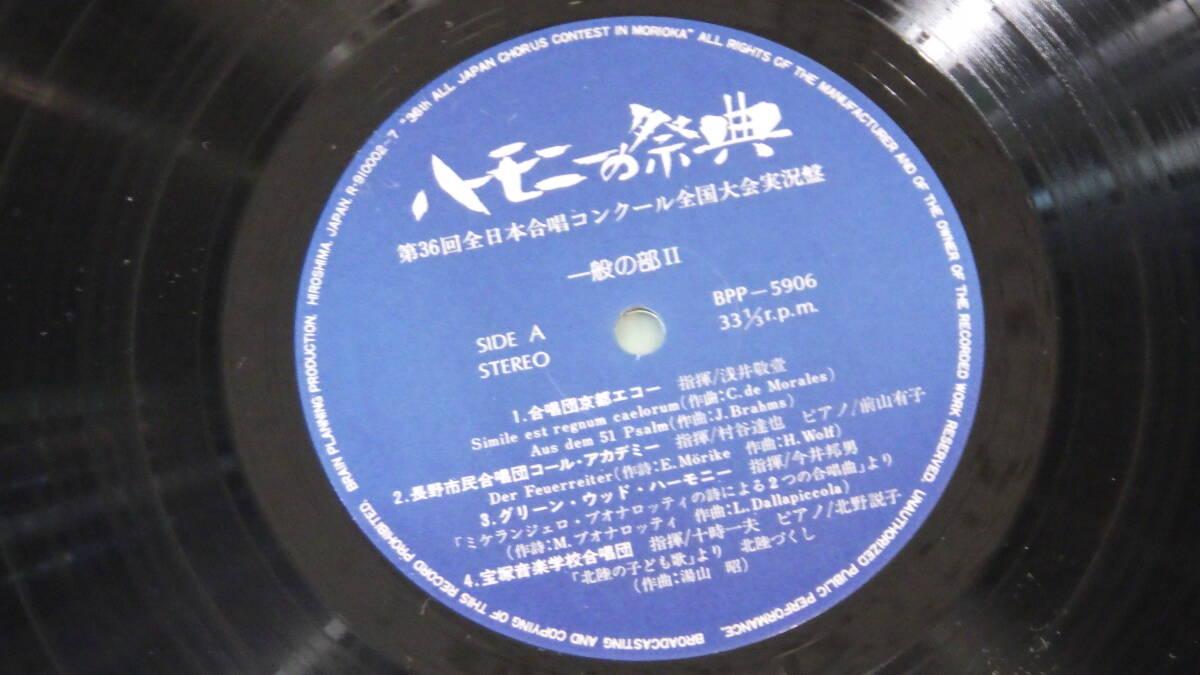 ハーモニーの祭典
第36回全日本合唱コンクール全国大会実況盤
一般の部II
SIDE A
STEREO
BPP－5906
33⅓r.p.m.
1.合唱団京都エコー 指揮/浅井敬壹
Simile est regnum caelorum(作曲:C.de Morales)
Aus dem 51 Psalm(作曲:J.Brahms)
2.長野市民合唱団コール・アカデミー 指揮/村谷達也 ピアノ/前山有子
Der Feuerreiter(作詩:E.Mörike 作曲:H.Wolf)
3.グリーン・ウッド・ハーモニー 指揮/今井邦男
「ミケランジェロ・ブオナロッティの詩による2つの合唱曲」より
(作詩:M.ブオナロッティ 作曲:L.Dallapiccola)
4.宝塚音楽学校合唱団 指揮/十時一夫 ピアノ/北野説子
「北陸の子ども歌」より 北陸づくし
(作曲:湯山 昭)
BRAIN PLANNING PRODUCTION, HIROSHIMA, JAPAN. R-910002-7 "36th ALL JAPAN CHORUS CONTEST IN MORIOKA" ALL RIGHTS OF THE MANUFACTURER AND OF THE OWNER OF THE RECORDED WORK RESERVED. UNAUTHORIZED PUBLIC PERFORMANCE, BROADCASTING AND COPYING OF THIS RECORD PROHIBITED.